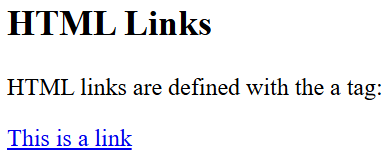 HTML Links
HTML links are defined with the a tag:
This is a link